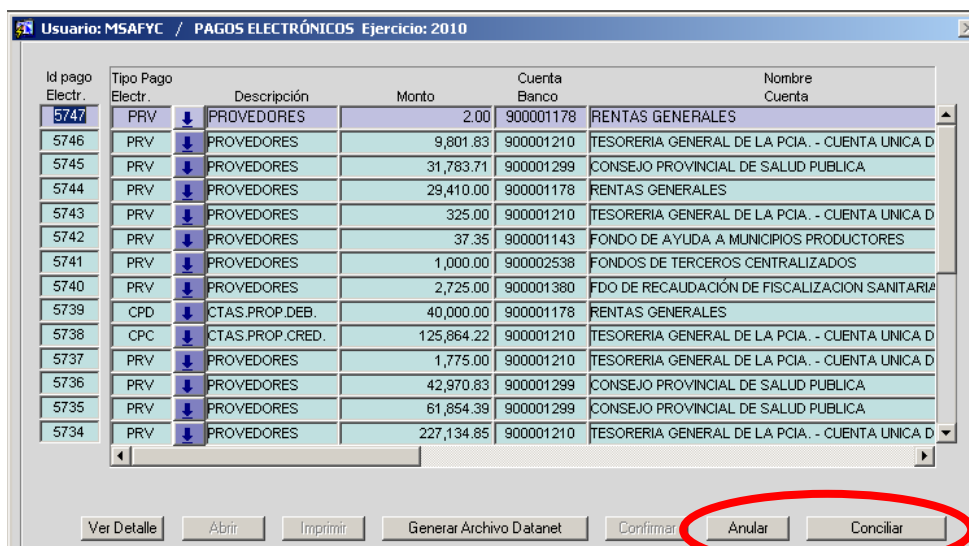 Usuario: MSAFYC / PAGOS ELECTRÓNICOS Ejercicio: 2010
Id pago Electr. Tipo Pago Electr. Descripción Monto Cuenta Banco Nombre Cuenta
5747 PRV PROVEDORES 2.00 900001178 RENTAS GENERALES
5746 PRV PROVEDORES 9,801.83 900001210 TESORERIA GENERAL DE LA PCIA. - CUENTA UNICA D
5745 PRV PROVEDORES 31,783.71 900001299 CONSEJO PROVINCIAL DE SALUD PUBLICA
5744 PRV PROVEDORES 29,410.00 900001178 RENTAS GENERALES
5743 PRV PROVEDORES 325.00 900001210 TESORERIA GENERAL DE LA PCIA. - CUENTA UNICA D
5742 PRV PROVEDORES 37.35 900001143 FONDO DE AYUDA A MUNICIPIOS PRODUCTORES
5741 PRV PROVEDORES 1,000.00 900002538 FONDOS DE TERCEROS CENTRALIZADOS
5740 PRV PROVEDORES 2,725.00 900001380 FDO DE RECAUDACIÓN DE FISCALIZACION SANITARIA
5739 CPD CTAS.PROP.DEB. 40,000.00 900001178 RENTAS GENERALES
5738 CPC CTAS.PROP.CRED. 125,864.22 900001210 TESORERIA GENERAL DE LA PCIA. - CUENTA UNICA D
5737 PRV PROVEDORES 1,775.00 900001210 TESORERIA GENERAL DE LA PCIA. - CUENTA UNICA D
5736 PRV PROVEDORES 42,970.83 900001299 CONSEJO PROVINCIAL DE SALUD PUBLICA
5735 PRV PROVEDORES 61,854.39 900001299 CONSEJO PROVINCIAL DE SALUD PUBLICA
5734 PRV PROVEDORES 227,134.85 900001210 TESORERIA GENERAL DE LA PCIA. - CUENTA UNICA D
Ver Detalle Abrir Imprimir Generar Archivo Datanet Confirmar Anular Conciliar